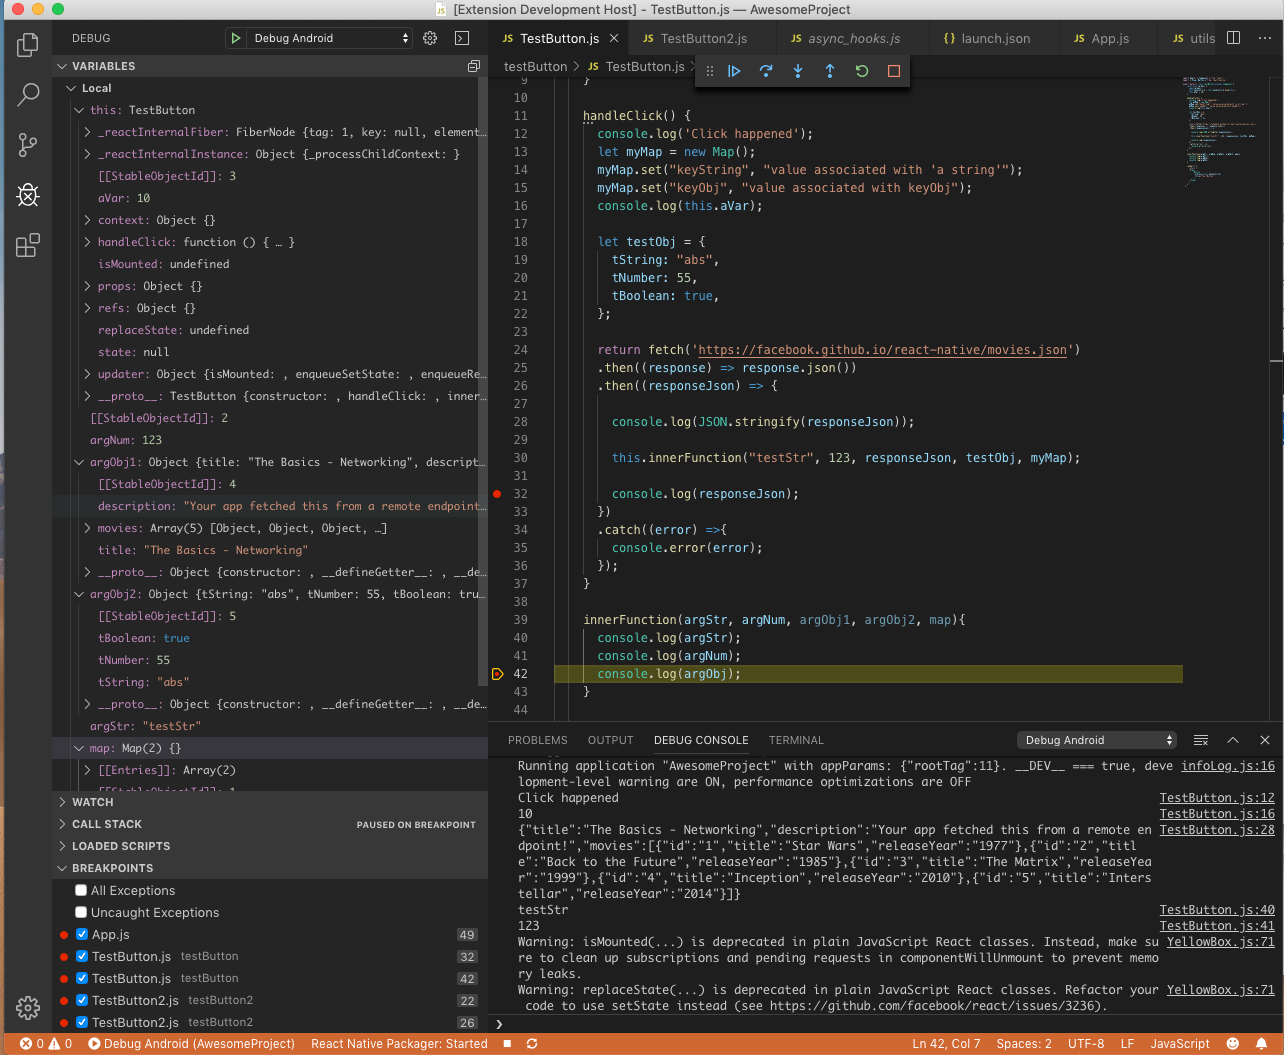 [Extension Development Host] - TestButton.js — AwesomeProject
DEBUG
Debug Android
VARIABLES
Local
this: TestButton
_reactInternalFiber: FiberNode {tag: 1, key: null, element…
_reactInternalInstance: Object {_processChildContext: }
[[StableObjectId]]: 3
aVar: 10
context: Object {}
handleClick: function () { … }
isMounted: undefined
props: Object {}
refs: Object {}
replaceState: undefined
state: null
updater: Object {isMounted: , enqueueSetState: , enqueueRe…
__proto__: TestButton {constructor: , handleClick: , inner…
[[StableObjectId]]: 2
argNum: 123
argObj1: Object {title: "The Basics - Networking", descript…
[[StableObjectId]]: 4
description: "Your app fetched this from a remote endpoint…
movies: Array(5) [Object, Object, Object, …]
title: "The Basics - Networking"
__proto__: Object {constructor: , __defineGetter__: , __de…
argObj2: Object {tString: "abs", tNumber: 55, tBoolean: tru…
[[StableObjectId]]: 5
tBoolean: true
tNumber: 55
tString: "abs"
__proto__: Object {constructor: , __defineGetter__: , __de…
argStr: "testStr"
map: Map(2) {}
[[Entries]]: Array(2)
[[StableObjectId]]: 1
WATCH
CALL STACK PAUSED ON BREAKPOINT
LOADED SCRIPTS
BREAKPOINTS
All Exceptions
Uncaught Exceptions
App.js 49
TestButton.js testButton 32
TestButton.js testButton 42
TestButton2.js testButton2 22
TestButton2.js testButton2 26
JS TestButton.js
JS TestButton2.js
JS async_hooks.js
{} launch.json
JS App.js
JS utils
testButton > JS TestButton.js >
9 }
10
11 handleClick() {
12 console.log('Click happened');
13 let myMap = new Map();
14 myMap.set("keyString", "value associated with 'a string'");
15 myMap.set("keyObj", "value associated with keyObj");
16 console.log(this.aVar);
17
18 let testObj = {
19 tString: "abs",
20 tNumber: 55,
21 tBoolean: true,
22 };
23
24 return fetch('https://facebook.github.io/react-native/movies.json')
25 .then((response) => response.json())
26 .then((responseJson) => {
27
28 console.log(JSON.stringify(responseJson));
29
30 this.innerFunction("testStr", 123, responseJson, testObj, myMap);
31
32 console.log(responseJson);
33 })
34 .catch((error) =>{
35 console.error(error);
36 });
37 }
38
39 innerFunction(argStr, argNum, argObj1, argObj2, map){
40 console.log(argStr);
41 console.log(argNum);
42 console.log(argObj);
43 }
44
PROBLEMS OUTPUT DEBUG CONSOLE TERMINAL
Debug Android
Running application "AwesomeProject" with appParams: {"rootTag":11}. __DEV__ === true, deve infoLog.js:16
lopment-level warning are ON, performance optimizations are OFF
Click happened TestButton.js:12
10 TestButton.js:16
{"title":"The Basics - Networking","description":"Your app fetched this from a remote en TestButton.js:28
dpoint!","movies":[{"id":"1","title":"Star Wars","releaseYear":"1977"},{"id":"2","titl
e":"Back to the Future","releaseYear":"1985"},{"id":"3","title":"The Matrix","releaseYea
r":"1999"},{"id":"4","title":"Inception","releaseYear":"2010"},{"id":"5","title":"Inters
tellar","releaseYear":"2014"}]}
testStr TestButton.js:40
123 TestButton.js:41
Warning: isMounted(...) is deprecated in plain JavaScript React classes. Instead, make su YellowBox.js:71
re to clean up subscriptions and pending requests in componentWillUnmount to prevent memo
ry leaks.
Warning: replaceState(...) is deprecated in plain JavaScript React classes. Refactor your YellowBox.js:71
code to use setState instead (see https://github.com/facebook/react/issues/3236).
0 0 Debug Android (AwesomeProject) React Native Packager: Started Ln 42, Col 7 Spaces: 2 UTF-8 LF JavaScript